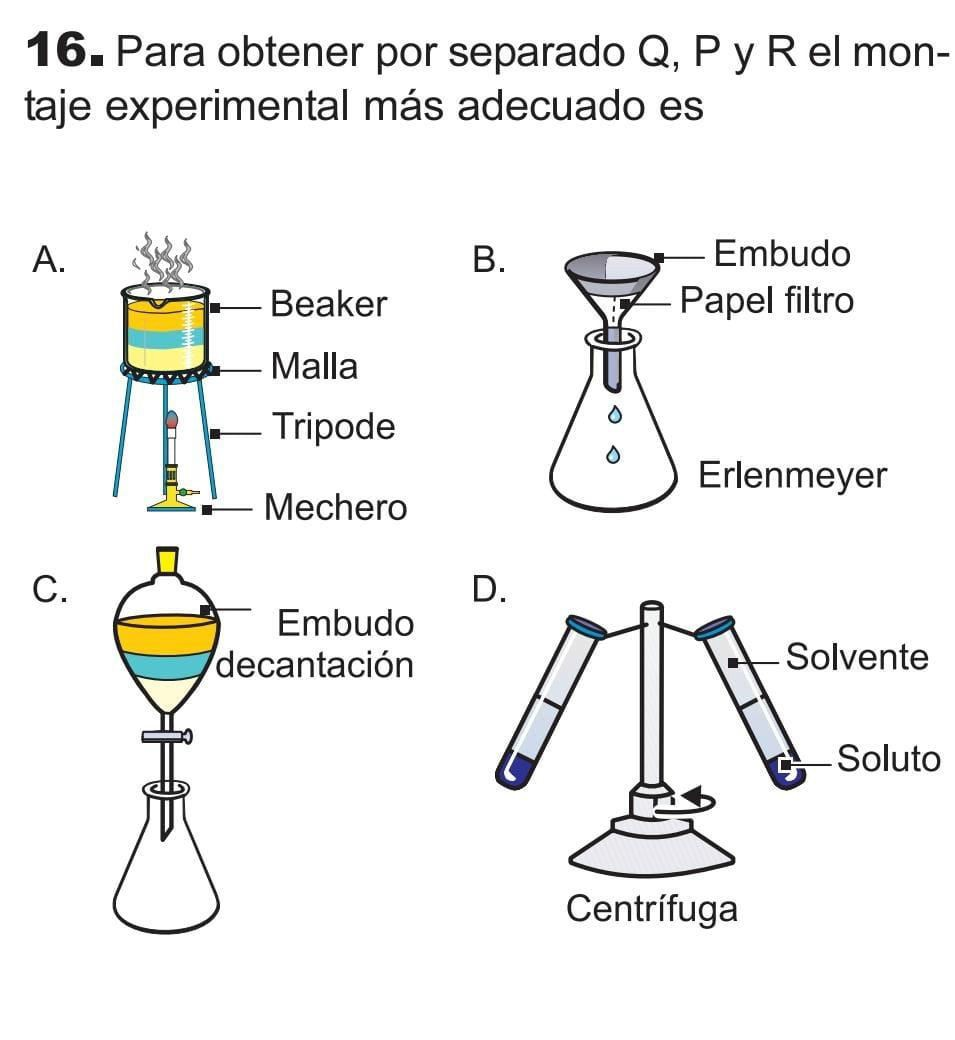 16. Para obtener por separado Q, P y R el mon-
taje experimental más adecuado es
A.
Beaker
Malla
Tripode
Mechero
B.
Embudo
Papel filtro
Erlenmeyer
C.
Embudo
decantación
D.
Solvente
Soluto
Centrífuga